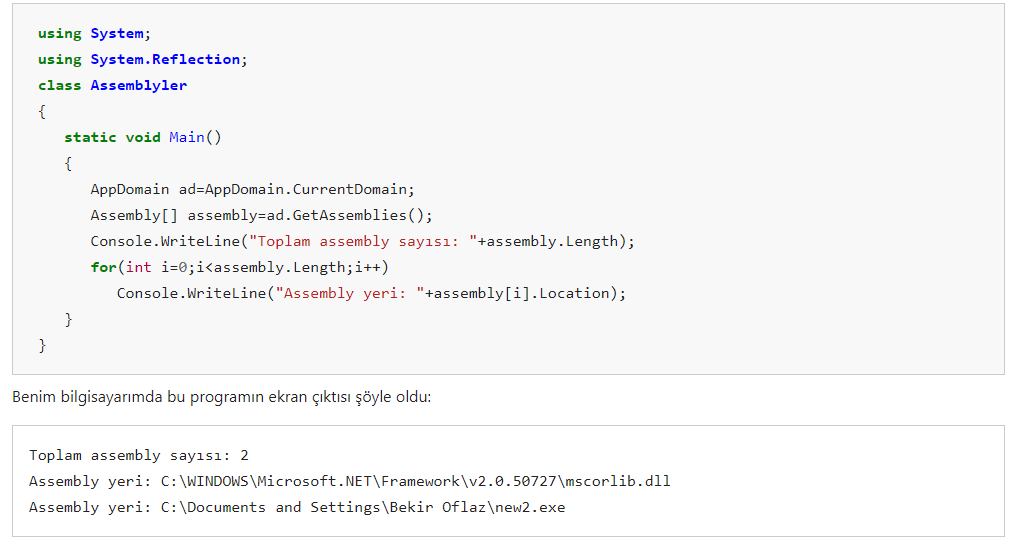 using System;
using System.Reflection;
class Assemblyler
{
   static void Main()
   {
      AppDomain ad=AppDomain.CurrentDomain;
      Assembly[] assembly=ad.GetAssemblies();
      Console.WriteLine("Toplam assembly sayısı: "+assembly.Length);
      for(int i=0;i<assembly.Length;i++)
         Console.WriteLine("Assembly yeri: "+assembly[i].Location);
   }
}
Benim bilgisayarımda bu programın ekran çıktısı şöyle oldu:
Toplam assembly sayısı: 2
Assembly yeri: C:\WINDOWS\Microsoft.NET\Framework\v2.0.50727\mscorlib.dll
Assembly yeri: C:\Documents and Settings\Bekir Oflaz\new2.exe